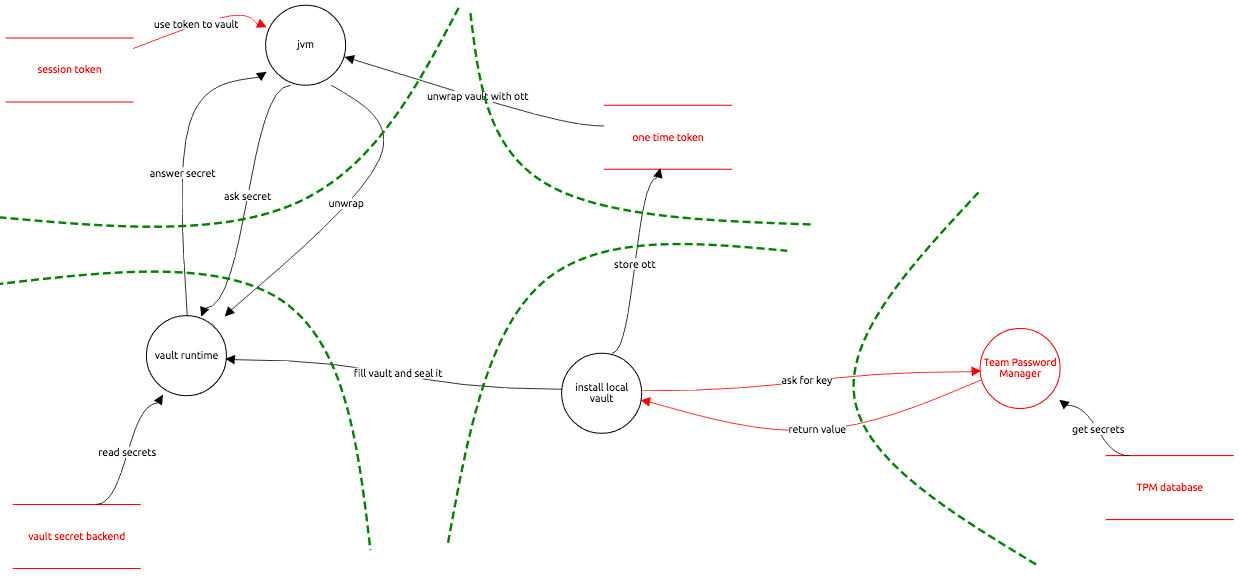 use token to vault
jvm
session token
unwrap vault with ott
one time token
answer secret
ask secret
unwrap
store ott
vault runtime
fill vault and seal it
install local
vault
ask for key
Team Password
Manager
return value
get secrets
read secrets
TPM database
vault secret backend